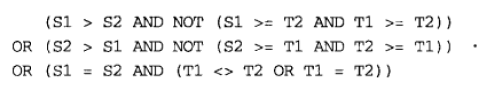 (S1 > S2 AND NOT (S1 >= T2 AND T1 >= T2))
OR (S2 > S1 AND NOT (S2 >= T1 AND T2 >= T1)) .
OR (S1 = S2 AND (T1 <> T2 OR T1 = T2))